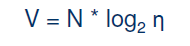 V = N * log₂ η